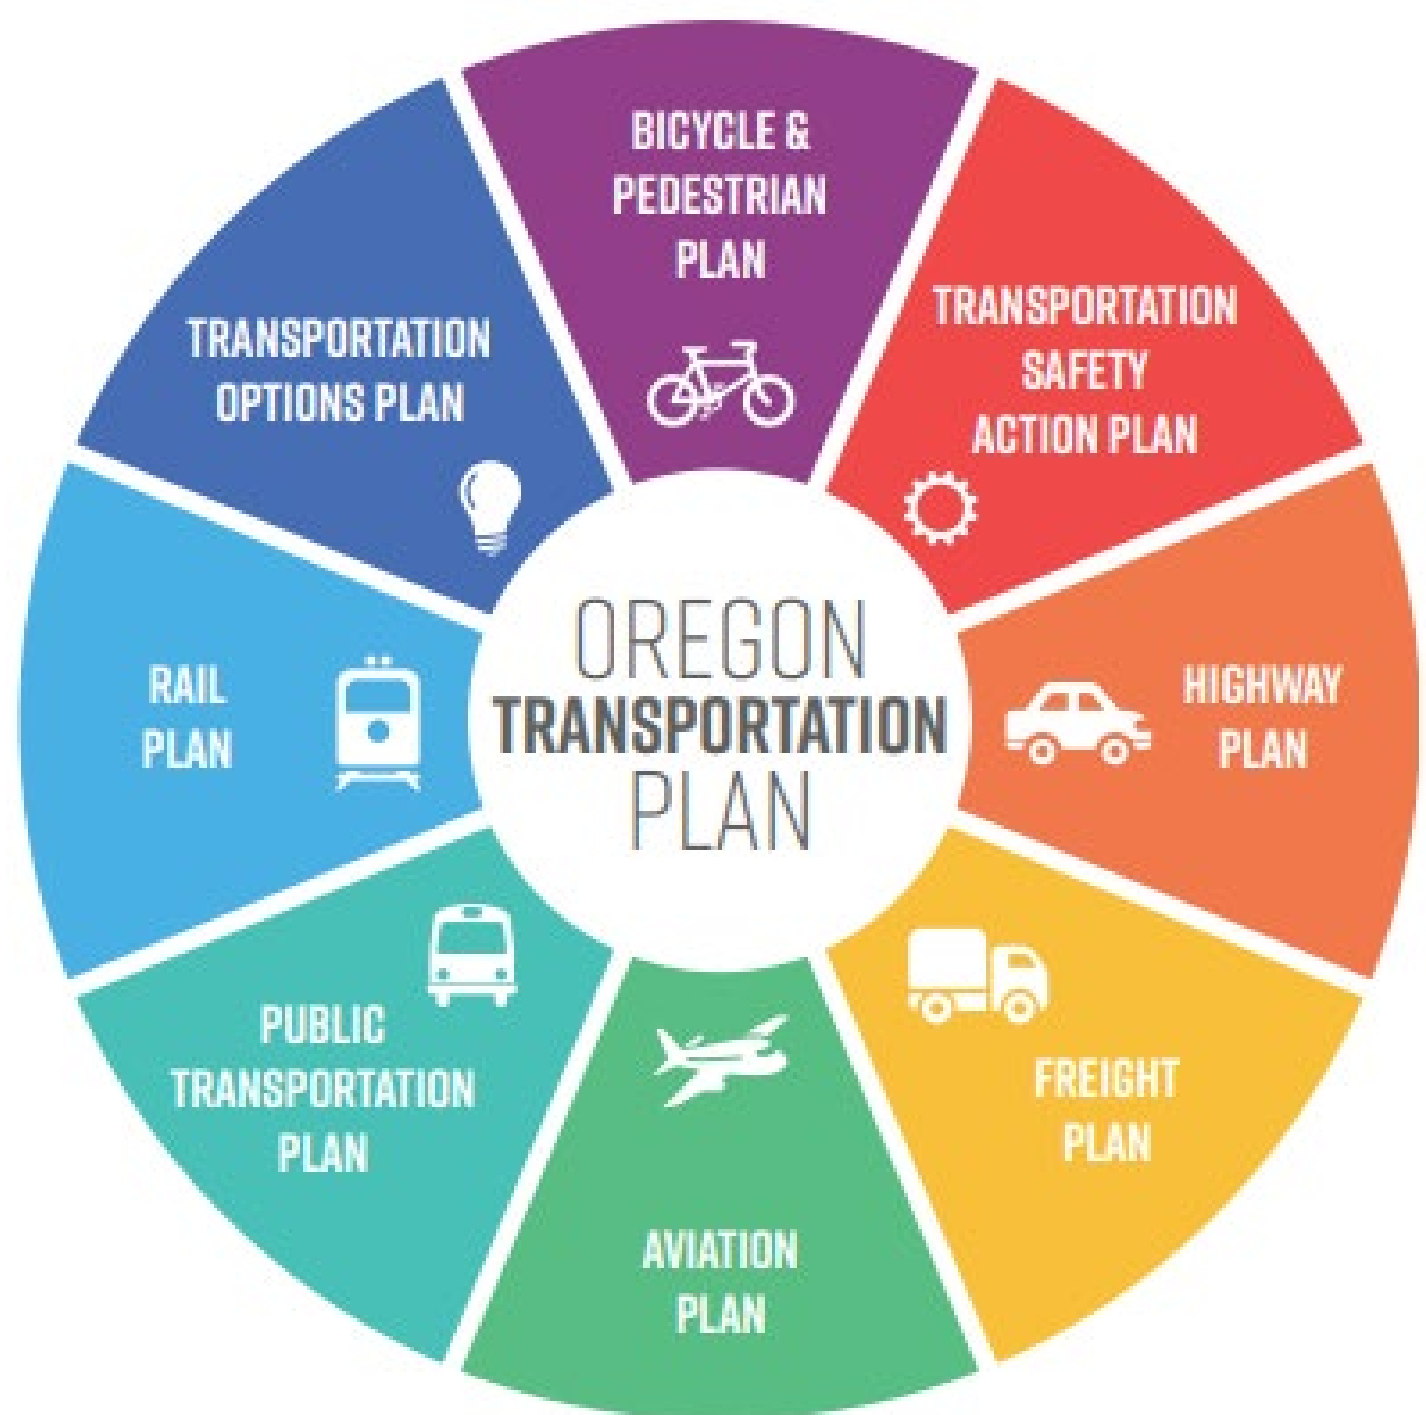 BICYCLE &
PEDESTRIAN
PLAN
TRANSPORTATION
SAFETY
ACTION PLAN
HIGHWAY
PLAN
FREIGHT
PLAN
AVIATION
PLAN
PUBLIC
TRANSPORTATION
PLAN
RAIL
PLAN
TRANSPORTATION
OPTIONS PLAN
OREGON
TRANSPORTATION
PLAN